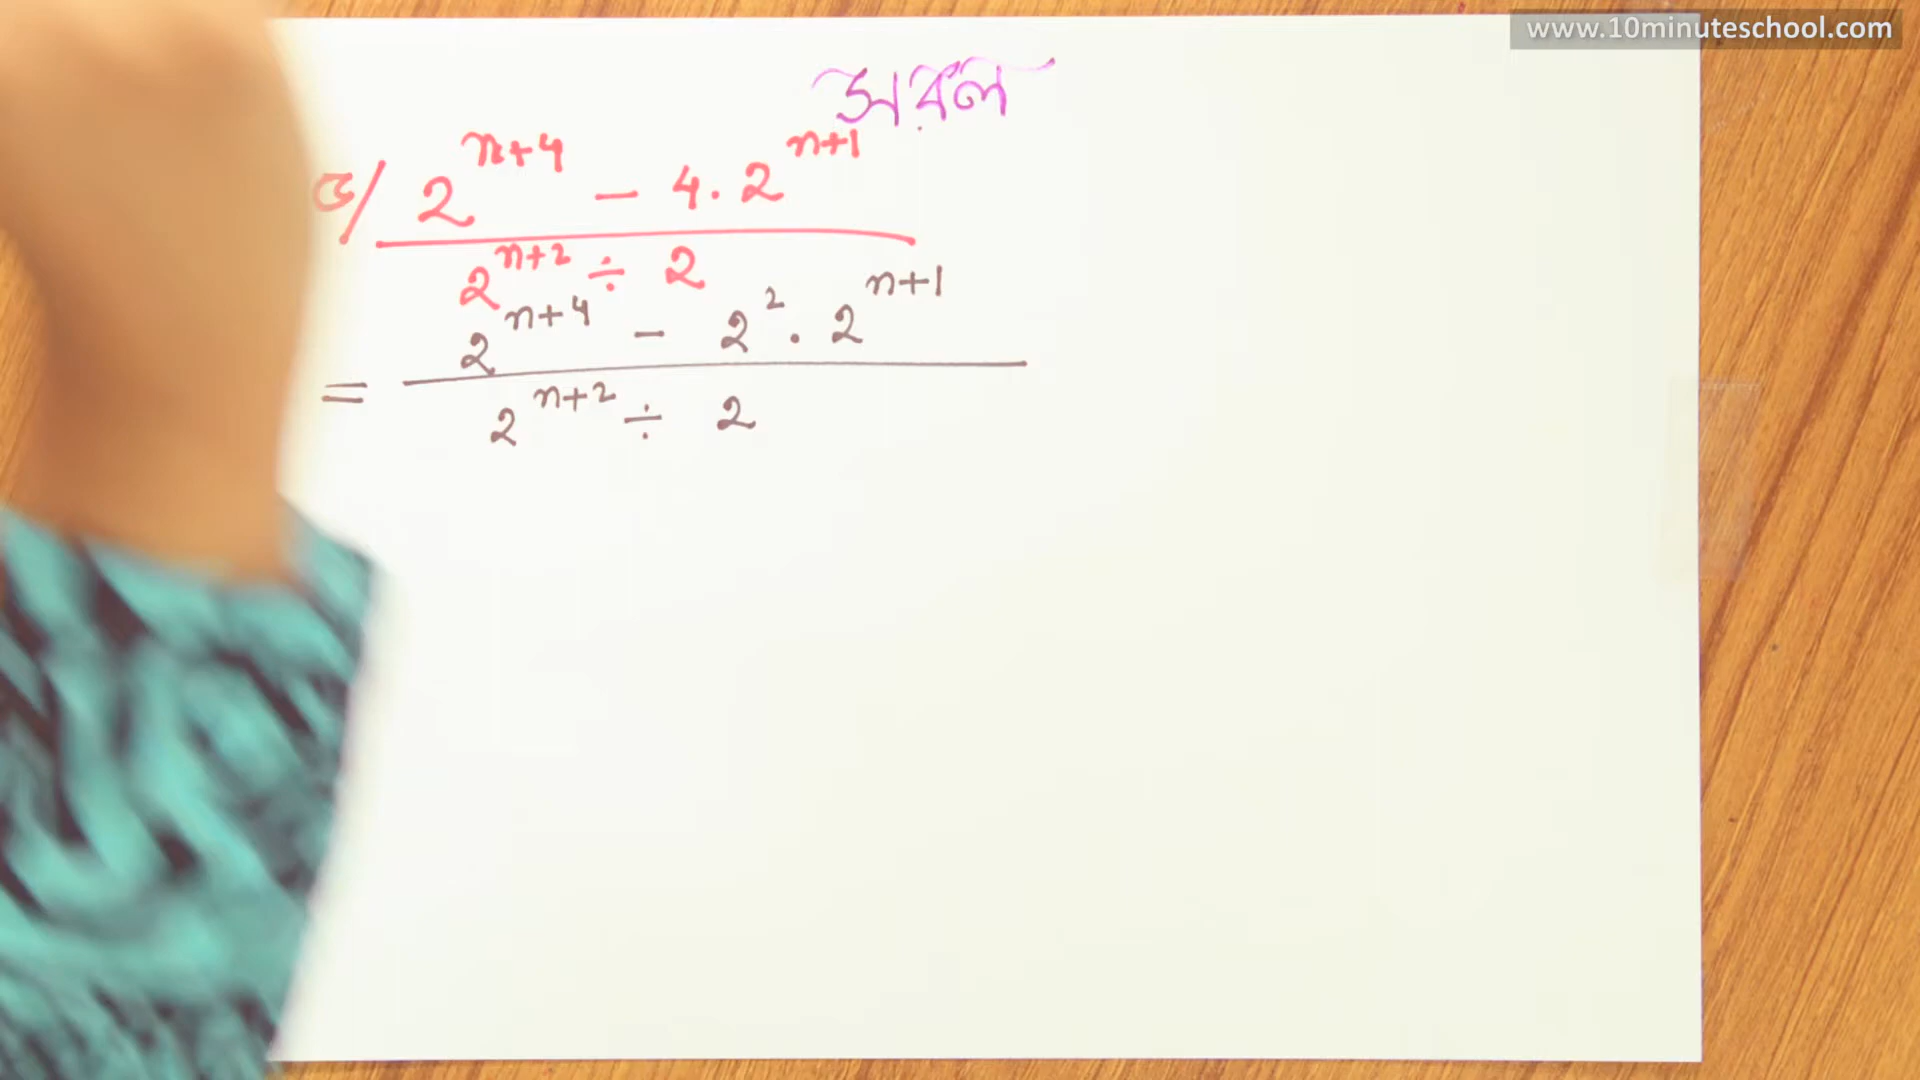 www.10minuteschool.com
সরল
ক/ 2^{n+4} - 4 . 2^{n+1}
2^{n+2} ÷ 2
2^{n+4} - 2^2 . 2^{n+1}
=
2^{n+2} ÷ 2